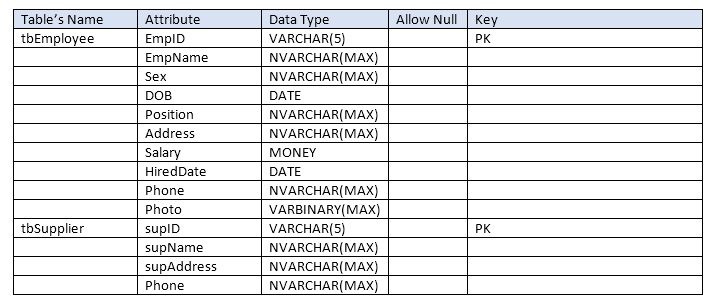 Table's Name Attribute Data Type Allow Null Key
tbEmployee EmpID VARCHAR(5) PK
EmpName NVARCHAR(MAX)
Sex NVARCHAR(MAX)
DOB DATE
Position NVARCHAR(MAX)
Address NVARCHAR(MAX)
Salary MONEY
HiredDate DATE
Phone NVARCHAR(MAX)
Photo VARBINARY(MAX)
tbSupplier supID VARCHAR(5) PK
supName NVARCHAR(MAX)
supAddress NVARCHAR(MAX)
Phone NVARCHAR(MAX)